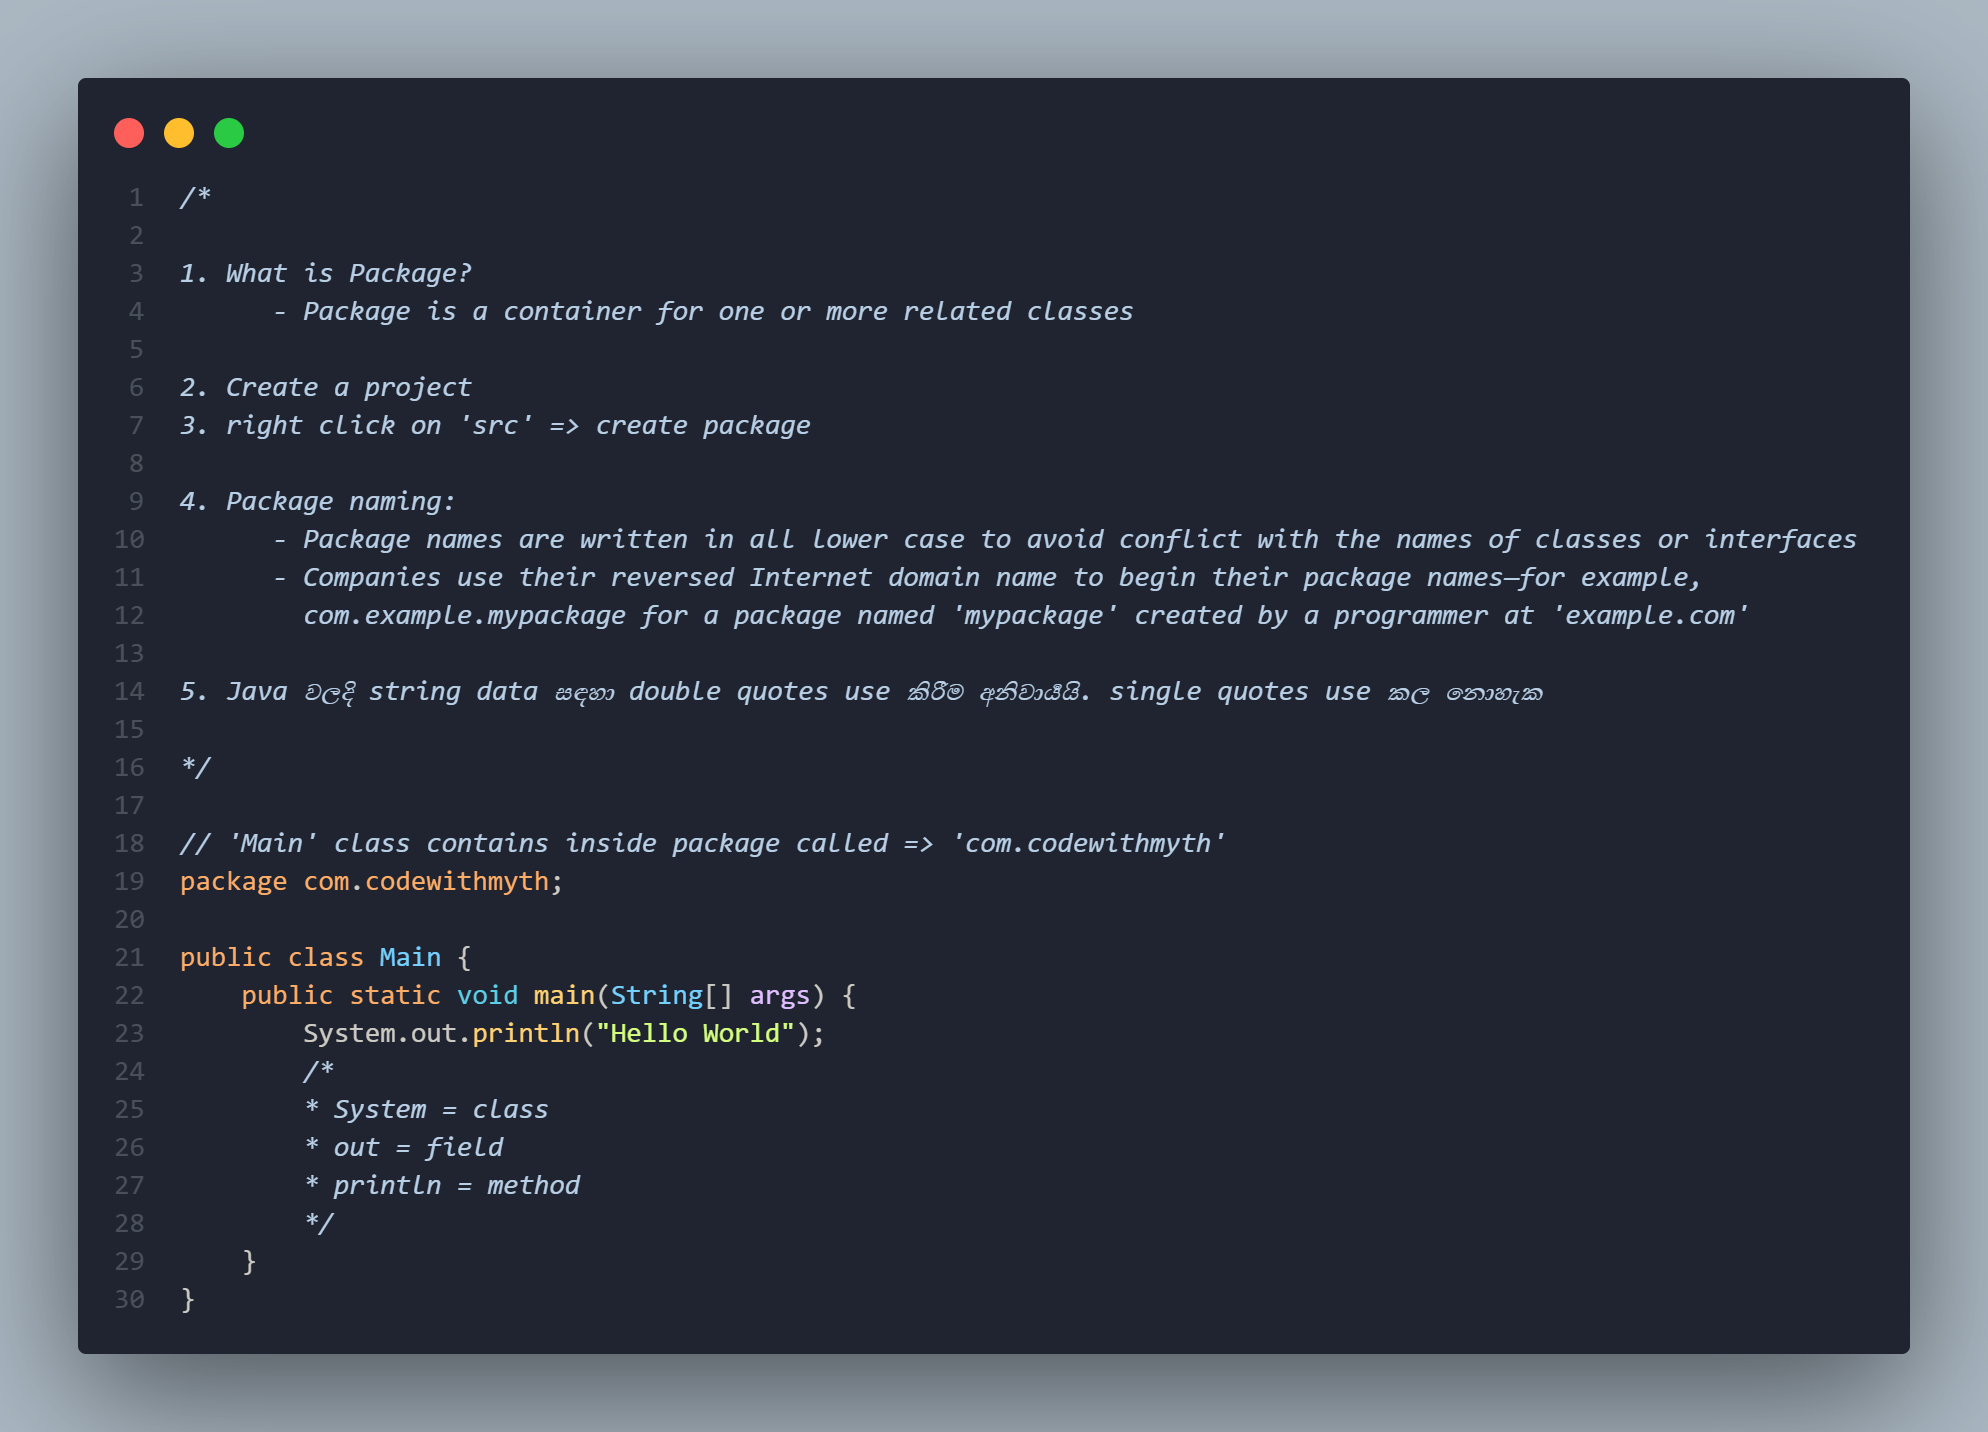 1 /*
2
3 1. What is Package?
4       - Package is a container for one or more related classes
5
6 2. Create a project
7 3. right click on 'src' => create package
8
9 4. Package naming:
10       - Package names are written in all lower case to avoid conflict with the names of classes or interfaces
11       - Companies use their reversed Internet domain name to begin their package names—for example,
12         com.example.mypackage for a package named 'mypackage' created by a programmer at 'example.com'
13
14 5. Java වලදි string data සඳහා double quotes use කිරීම අනිවාර්‍යයි. single quotes use කල නොහැක
15
16 */
17
18 // 'Main' class contains inside package called => 'com.codewithmyth'
19 package com.codewithmyth;
20
21 public class Main {
22     public static void main(String[] args) {
23         System.out.println("Hello World");
24         /*
25         * System = class
26         * out = field
27         * println = method
28         */
29     }
30 }